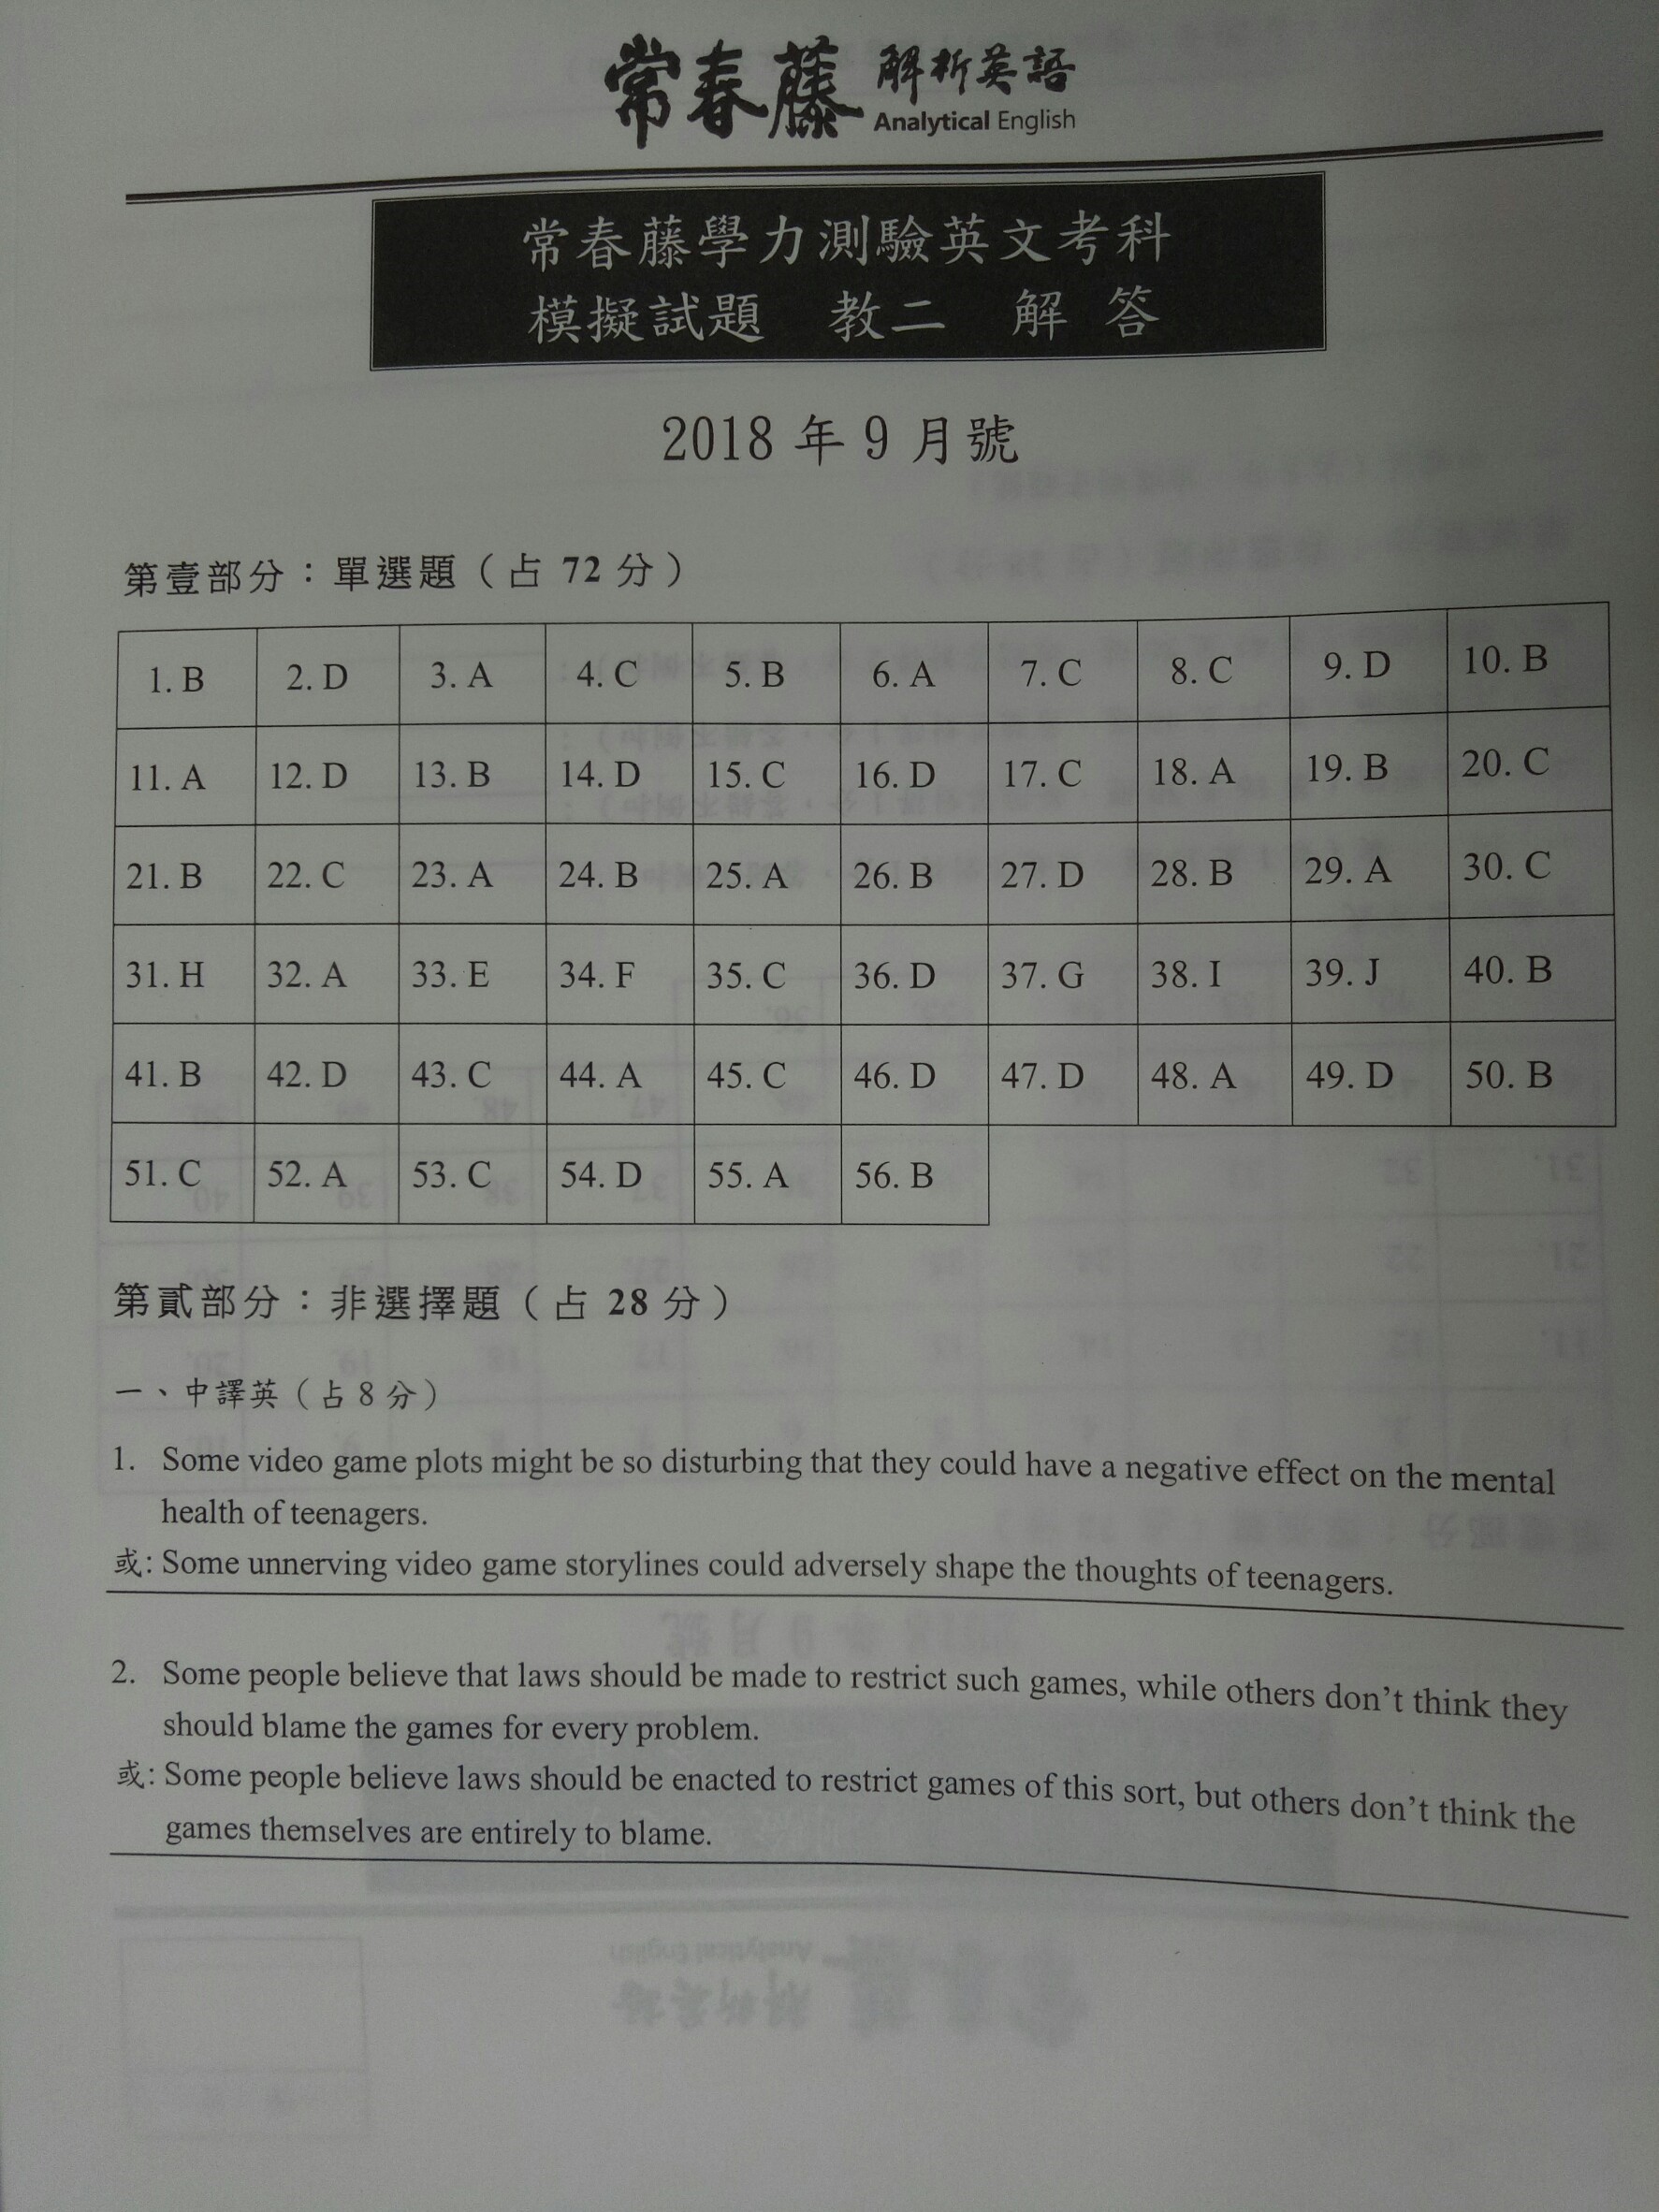 常春藤 解析英語
Analytical English
常春藤學力測驗英文考科
模擬試題 教二 解答
2018 年 9 月號
第壹部分：單選題（占 72 分）
1. B 2. D 3. A 4. C 5. B 6. A 7. C 8. C 9. D 10. B
11. A 12. D 13. B 14. D 15. C 16. D 17. C 18. A 19. B 20. C
21. B 22. C 23. A 24. B 25. A 26. B 27. D 28. B 29. A 30. C
31. H 32. A 33. E 34. F 35. C 36. D 37. G 38. I 39. J 40. B
41. B 42. D 43. C 44. A 45. C 46. D 47. D 48. A 49. D 50. B
51. C 52. A 53. C 54. D 55. A 56. B
第貳部分：非選擇題（占 28 分）
一、中譯英（占 8 分）
1. Some video game plots might be so disturbing that they could have a negative effect on the mental
health of teenagers.
或: Some unnerving video game storylines could adversely shape the thoughts of teenagers.
2. Some people believe that laws should be made to restrict such games, while others don't think they
should blame the games for every problem.
或: Some people believe laws should be enacted to restrict games of this sort, but others don't think the
games themselves are entirely to blame.